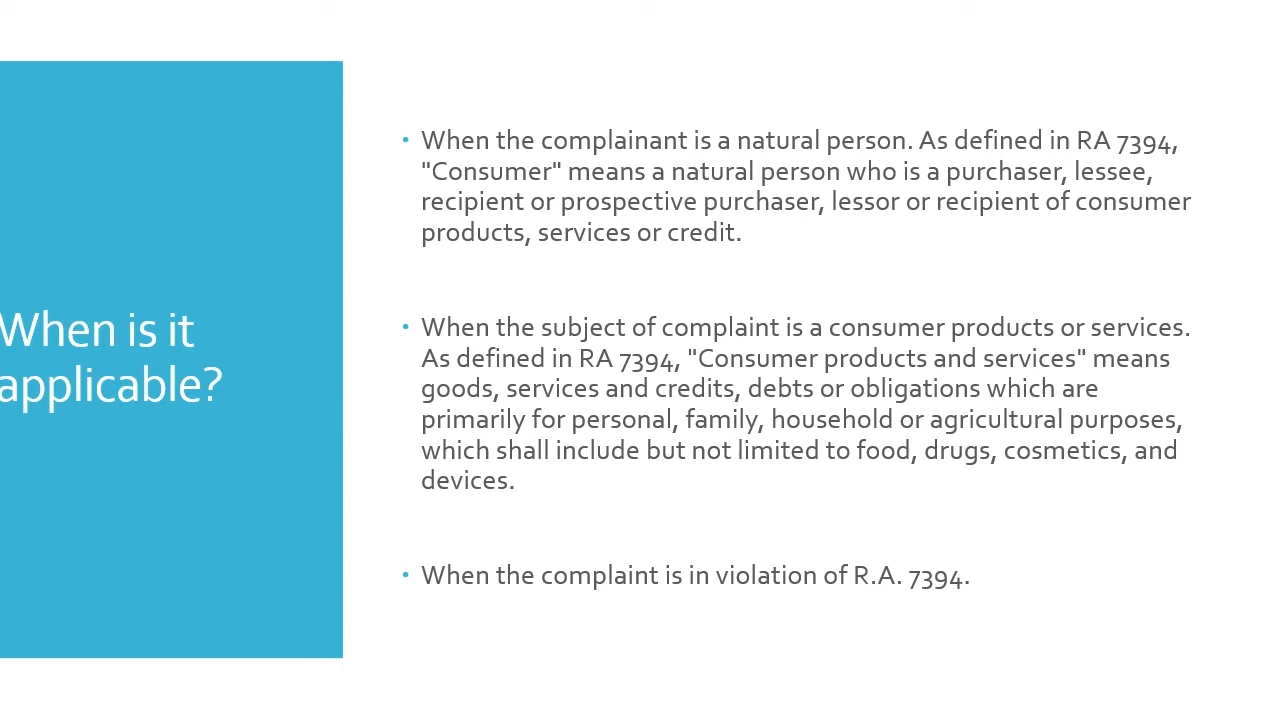 When is it
applicable?
When the complainant is a natural person. As defined in RA 7394,
"Consumer" means a natural person who is a purchaser, lessee,
recipient or prospective purchaser, lessor or recipient of consumer
products, services or credit.
When the subject of complaint is a consumer products or services.
As defined in RA 7394, "Consumer products and services" means
goods, services and credits, debts or obligations which are
primarily for personal, family, household or agricultural purposes,
which shall include but not limited to food, drugs, cosmetics, and
devices.
When the complaint is in violation of R.A. 7394.